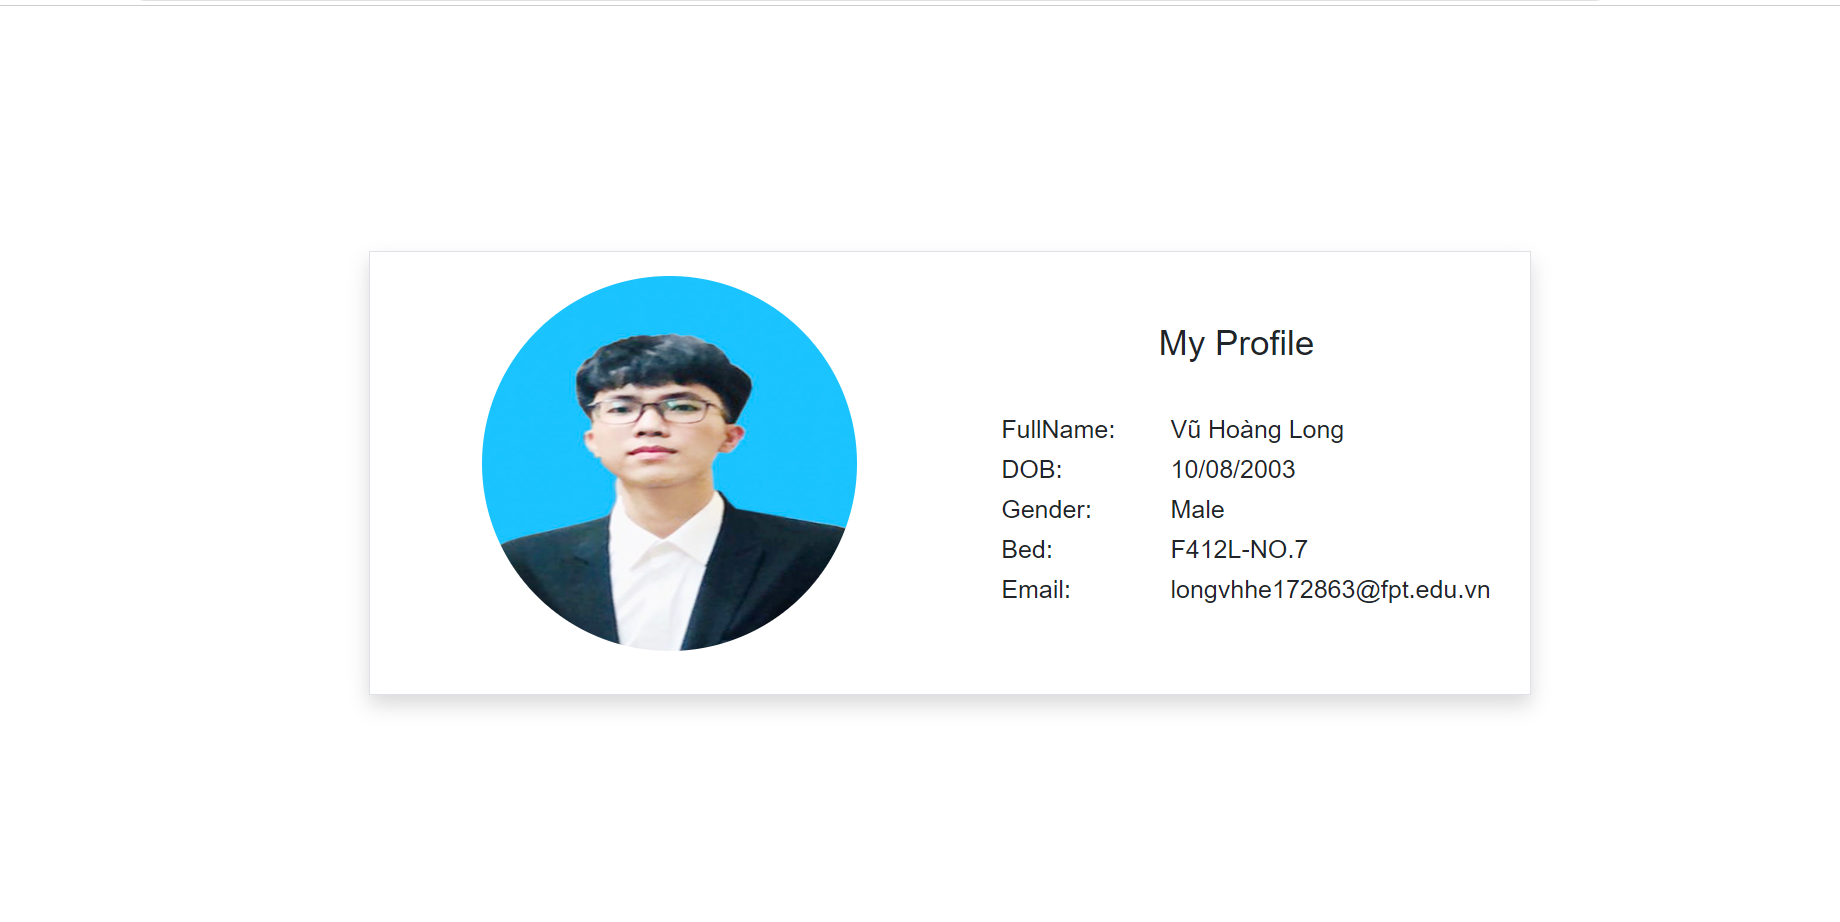 My Profile
FullName: Vũ Hoàng Long
DOB: 10/08/2003
Gender: Male
Bed: F412L-NO.7
Email: longvhhe172863@fpt.edu.vn